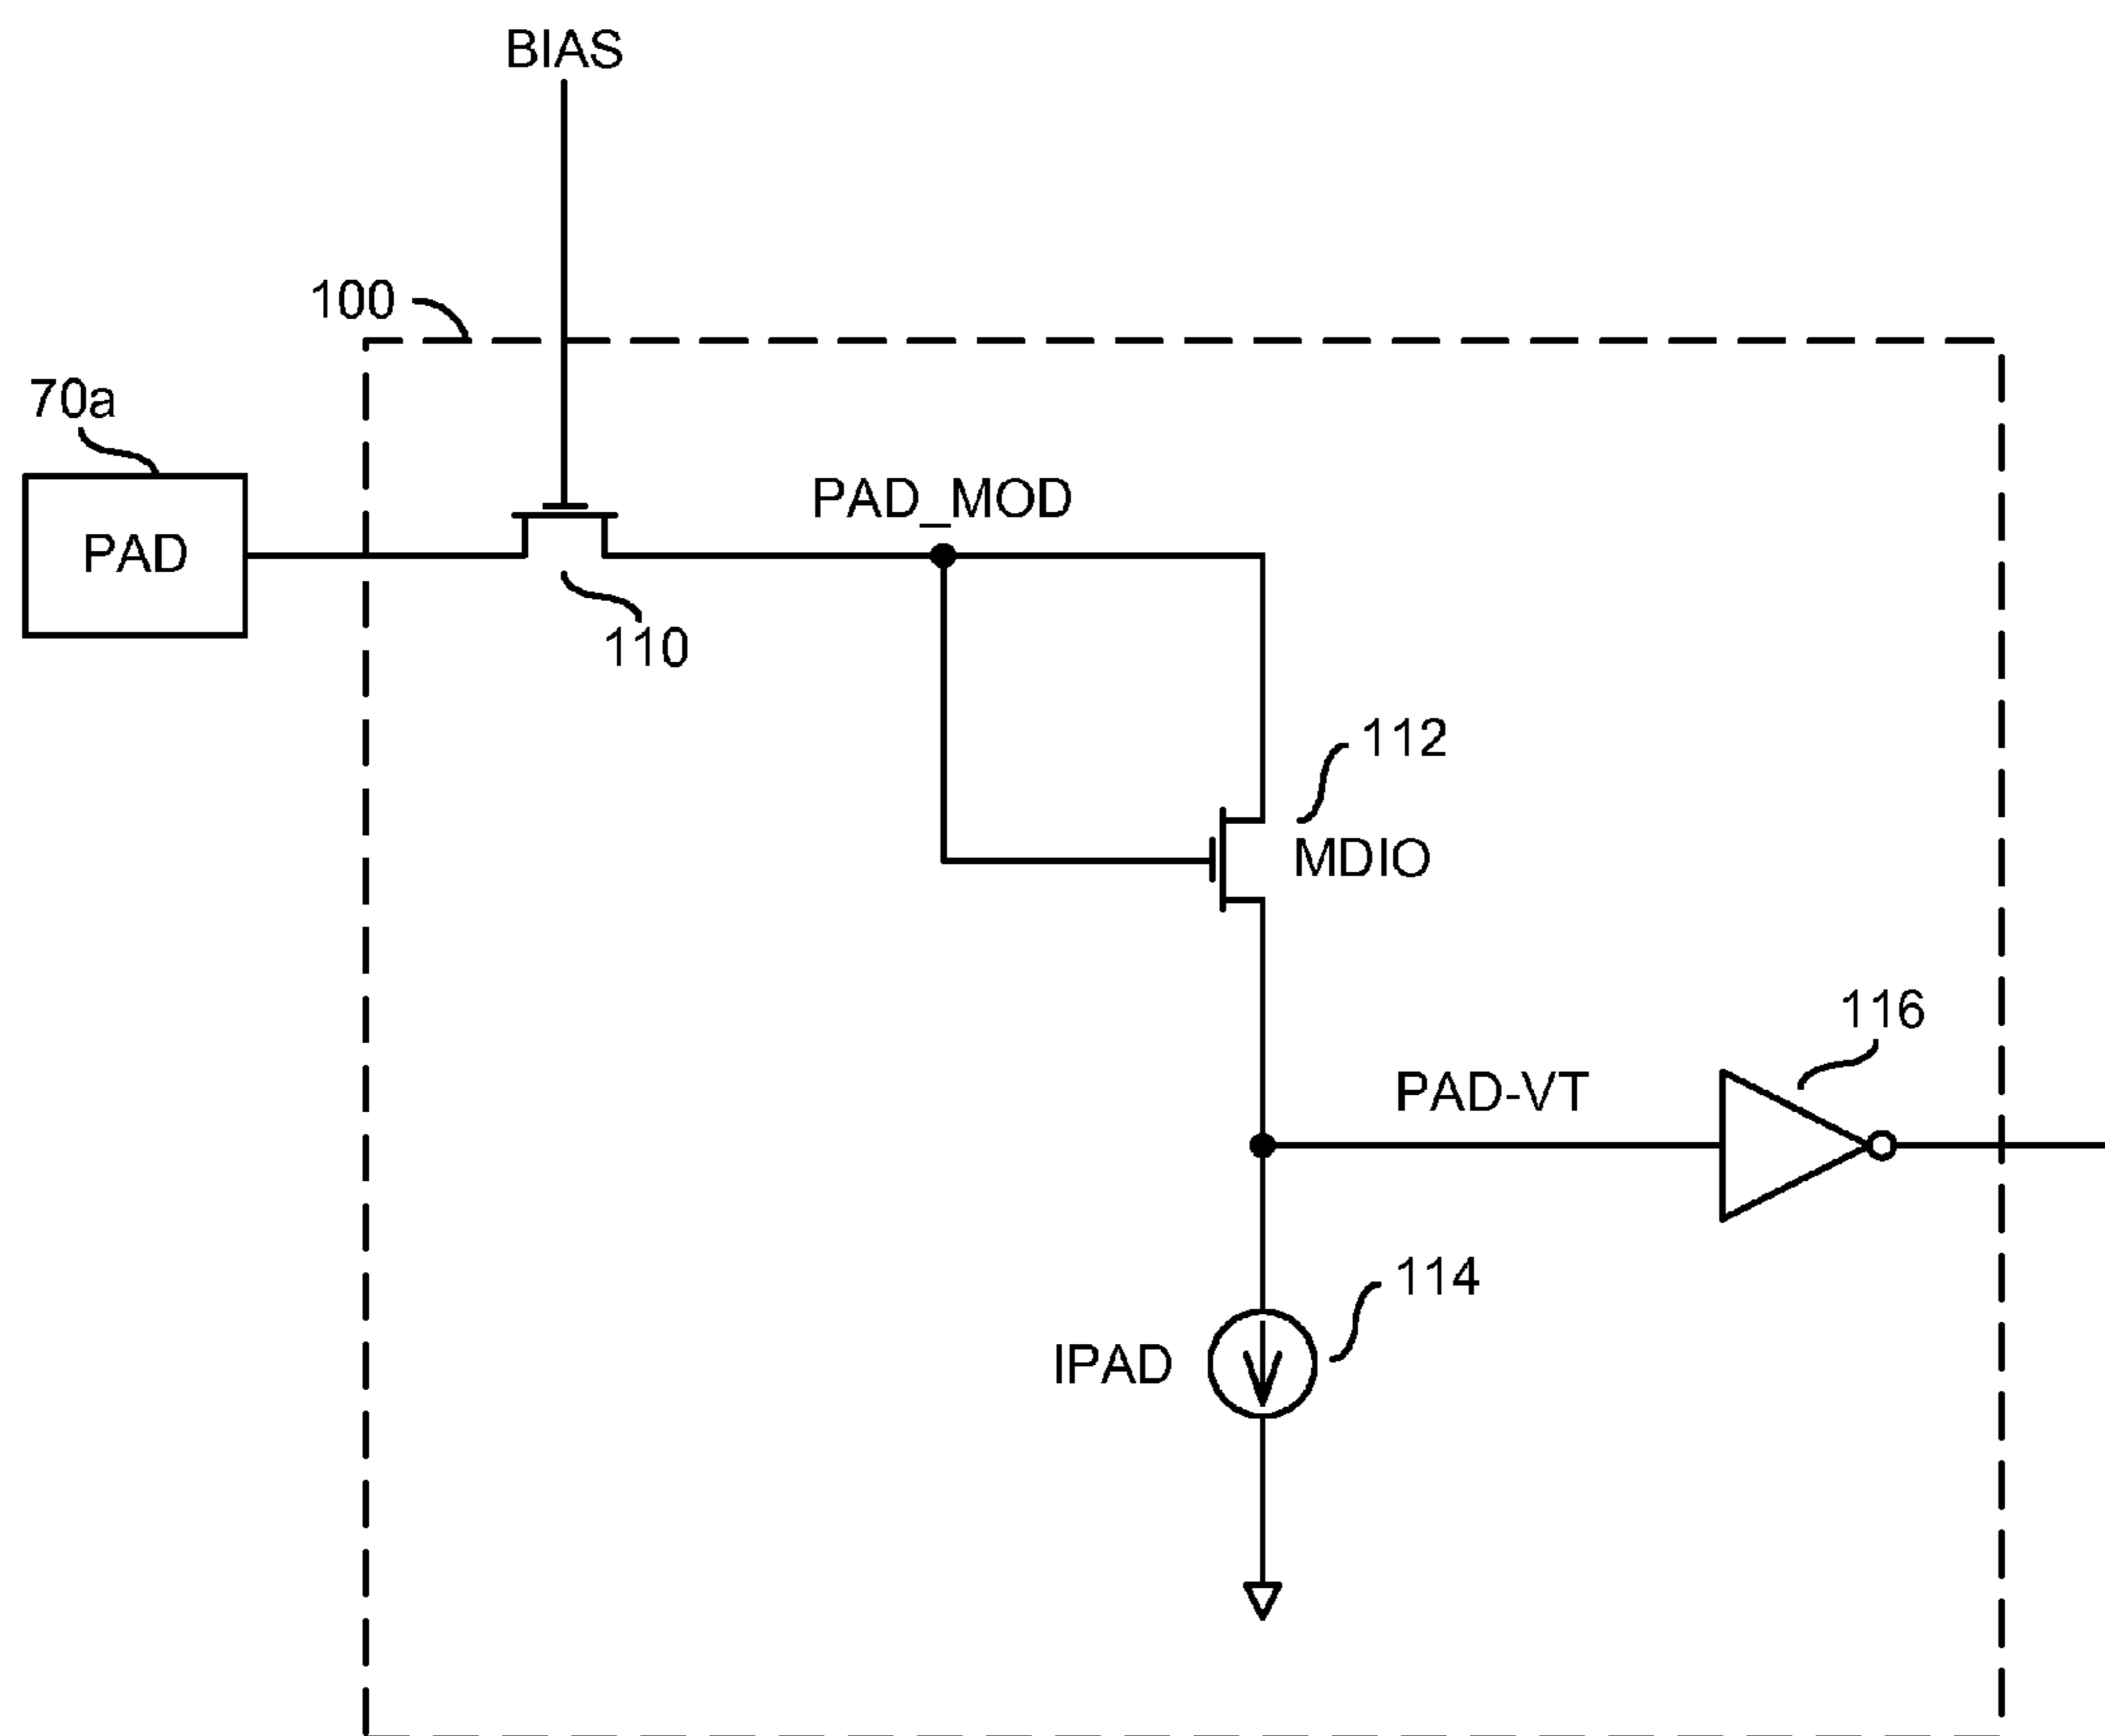 BIAS
100
70a
PAD
PAD_MOD
110
112
MDIO
116
PAD-VT
114
IPAD